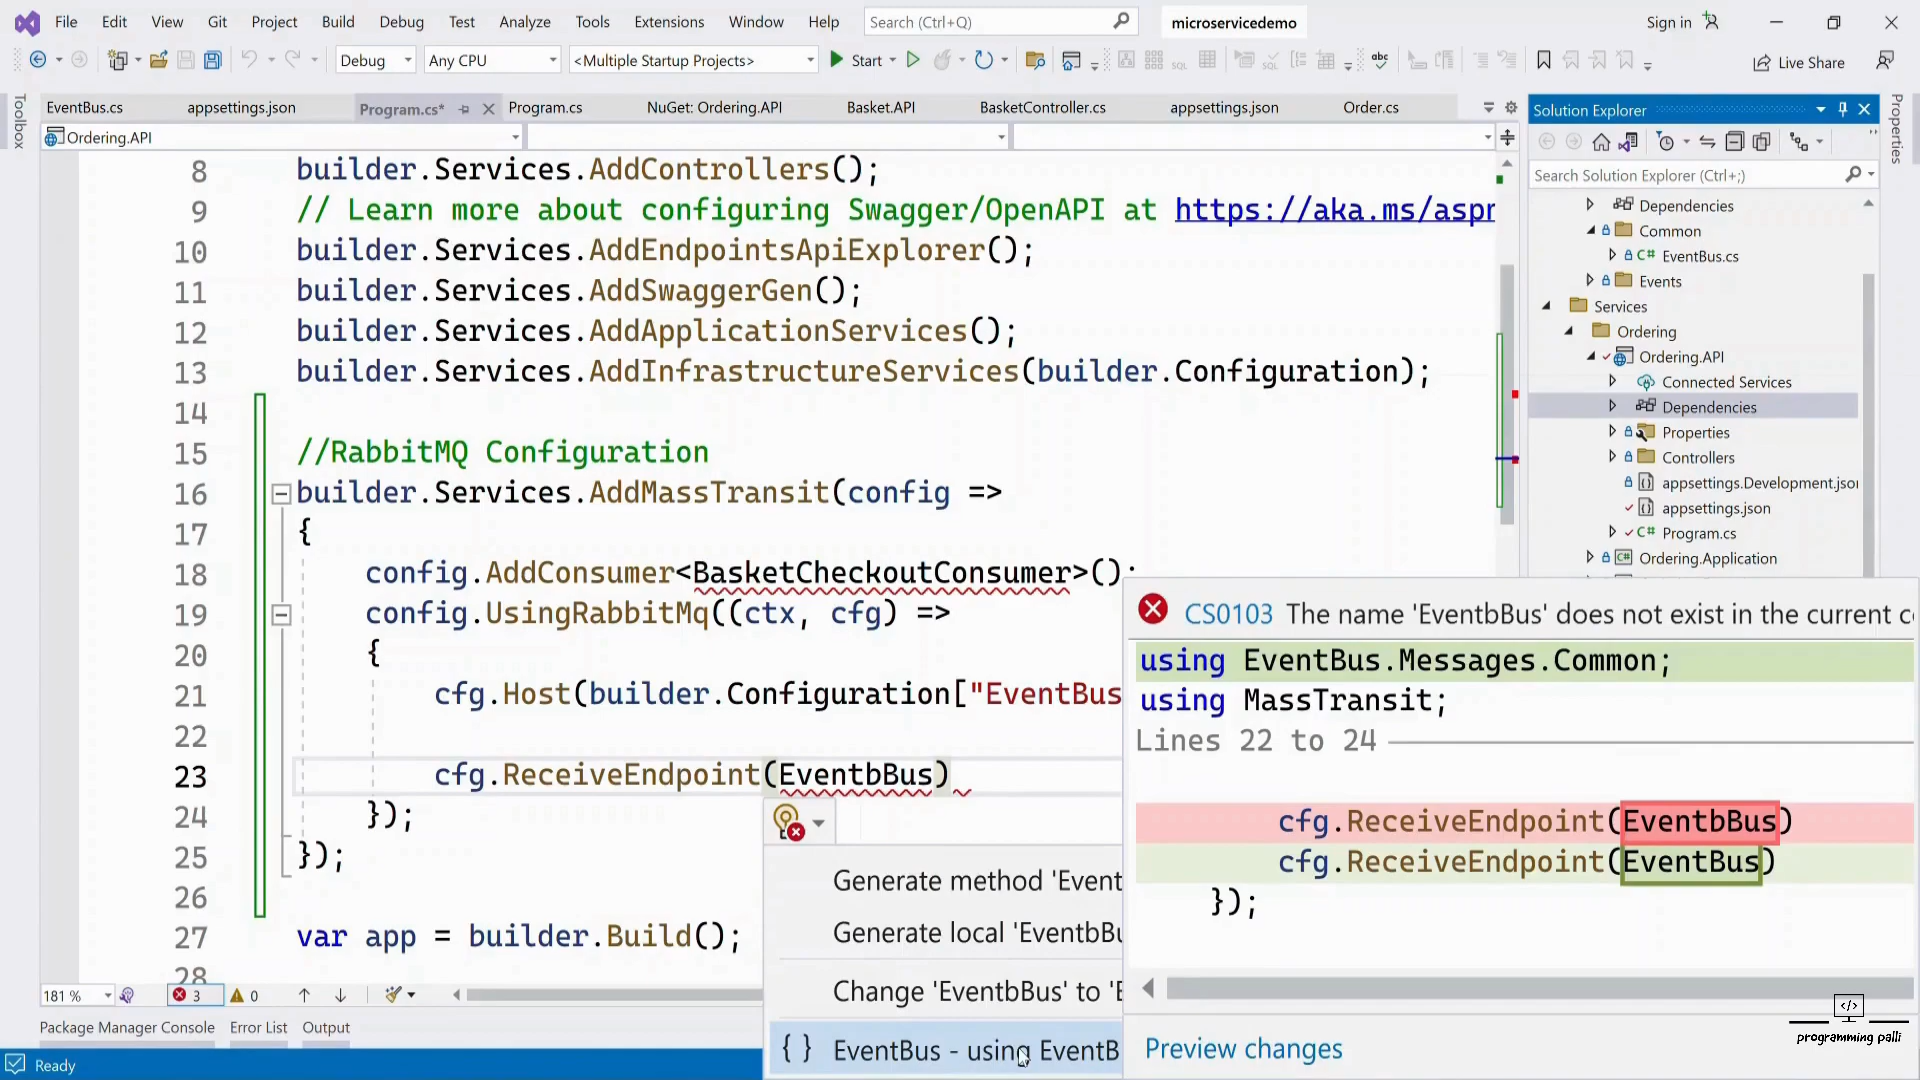 File Edit View Git Project Build Debug Test Analyze Tools Extensions Window Help Search (Ctrl+Q) microservicedemo Sign in
Debug Any CPU <Multiple Startup Projects> Start Live Share
Toolbox
EventBus.cs appsettings.json Program.cs* Program.cs NuGet: Ordering.API Basket.API BasketController.cs appsettings.json Order.cs
Ordering.API
8 builder.Services.AddControllers();
9 // Learn more about configuring Swagger/OpenAPI at https://aka.ms/aspn
10 builder.Services.AddEndpointsApiExplorer();
11 builder.Services.AddSwaggerGen();
12 builder.Services.AddApplicationServices();
13 builder.Services.AddInfrastructureServices(builder.Configuration);
14
15 //RabbitMQ Configuration
16 builder.Services.AddMassTransit(config =>
17 {
18 config.AddConsumer<BasketCheckoutConsumer>();
19 config.UsingRabbitMq((ctx, cfg) =>
20 {
21 cfg.Host(builder.Configuration["EventBus
22
23 cfg.ReceiveEndpoint(EventbBus)
24 });
25 });
26
27 var app = builder.Build();
28
Generate method 'Event
Generate local 'EventbBu
Change 'EventbBus' to 'E
{ } EventBus - using EventB
CS0103 The name 'EventbBus' does not exist in the current c
using EventBus.Messages.Common;
using MassTransit;
Lines 22 to 24
cfg.ReceiveEndpoint(EventbBus)
cfg.ReceiveEndpoint(EventBus)
});
Preview changes
Solution Explorer
Search Solution Explorer (Ctrl+;)
Dependencies
Common
C# EventBus.cs
Events
Services
Ordering
Ordering.API
Connected Services
Dependencies
Properties
Controllers
appsettings.Development.json
appsettings.json
C# Program.cs
C# Ordering.Application
Properties
181 % 3 0
Package Manager Console Error List Output
Ready
</>
programming palli